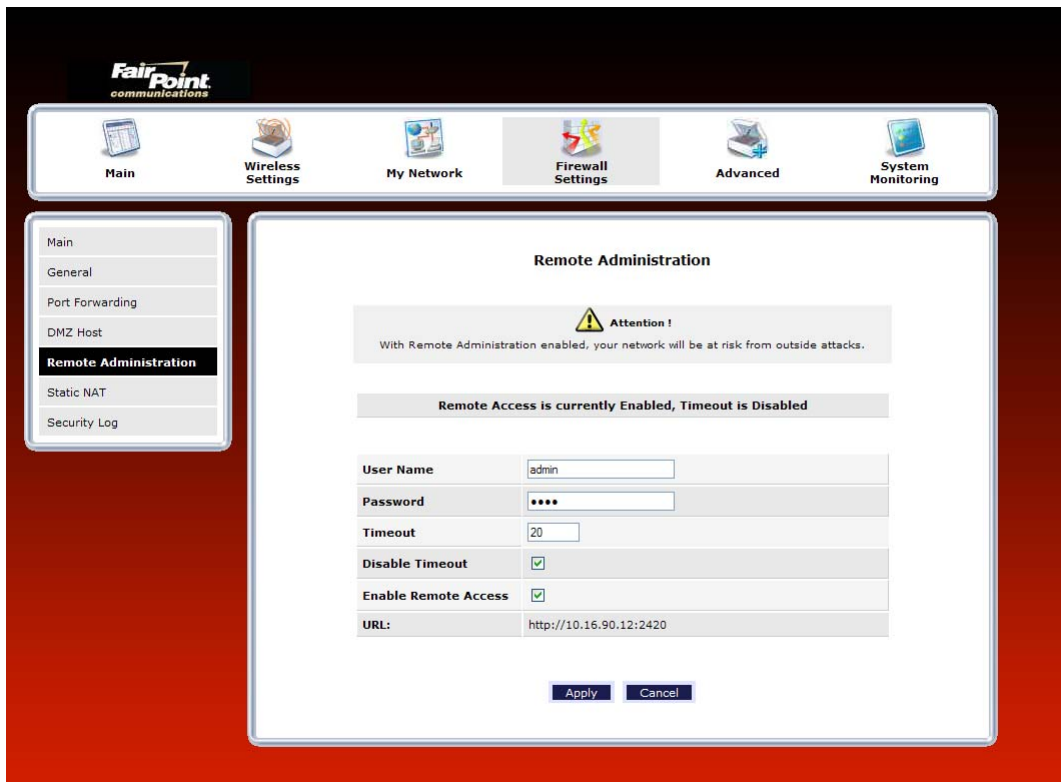 Fair Point.
communications
Main
Wireless
Settings
My Network
Firewall
Settings
Advanced
System
Monitoring
Main
General
Port Forwarding
DMZ Host
Remote Administration
Static NAT
Security Log
Remote Administration
Attention !
With Remote Administration enabled, your network will be at risk from outside attacks.
Remote Access is currently Enabled, Timeout is Disabled
User Name admin
Password ••••
Timeout 20
Disable Timeout
Enable Remote Access
URL: http://10.16.90.12:2420
Apply Cancel